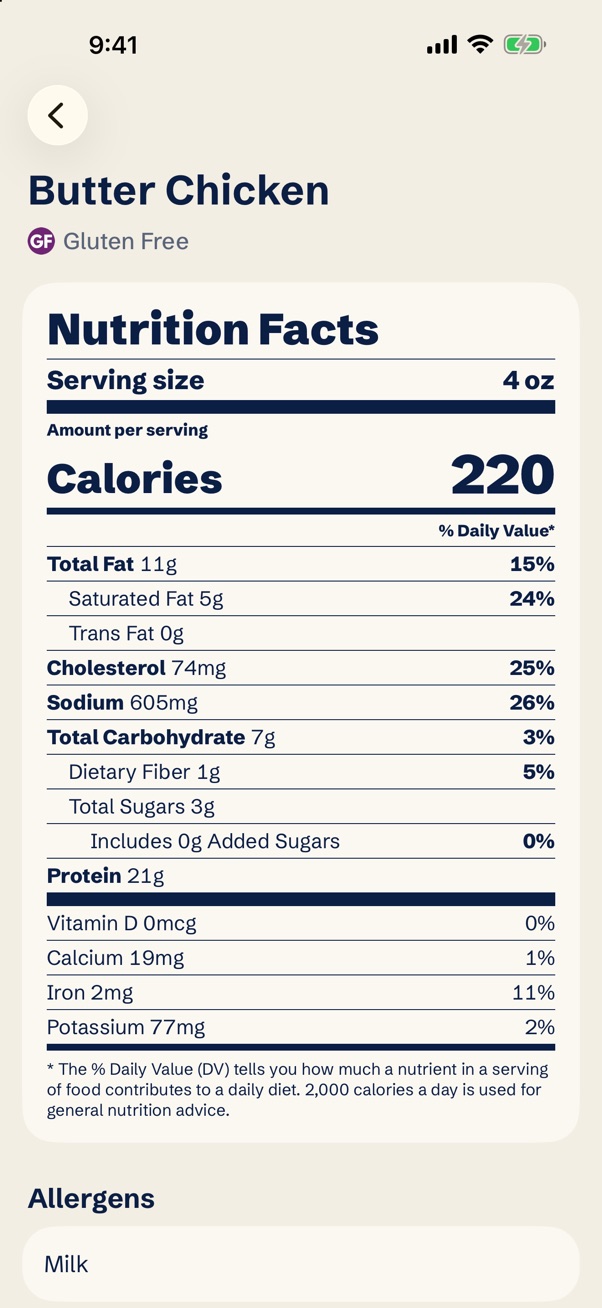 9:41
Butter Chicken
GF Gluten Free
Nutrition Facts
Serving size 4 oz
Amount per serving
Calories 220
% Daily Value*
Total Fat 11g 15%
Saturated Fat 5g 24%
Trans Fat 0g
Cholesterol 74mg 25%
Sodium 605mg 26%
Total Carbohydrate 7g 3%
Dietary Fiber 1g 5%
Total Sugars 3g
Includes 0g Added Sugars 0%
Protein 21g
Vitamin D 0mcg 0%
Calcium 19mg 1%
Iron 2mg 11%
Potassium 77mg 2%
* The % Daily Value (DV) tells you how much a nutrient in a serving
of food contributes to a daily diet. 2,000 calories a day is used for
general nutrition advice.
Allergens
Milk